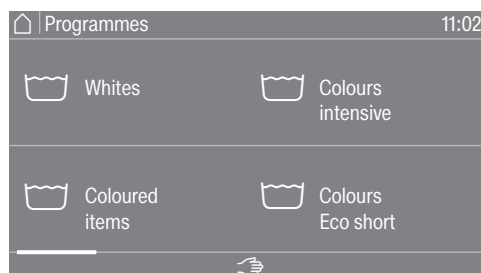 Programmes 11:02
Whites
Colours
intensive
Coloured
items
Colours
Eco short